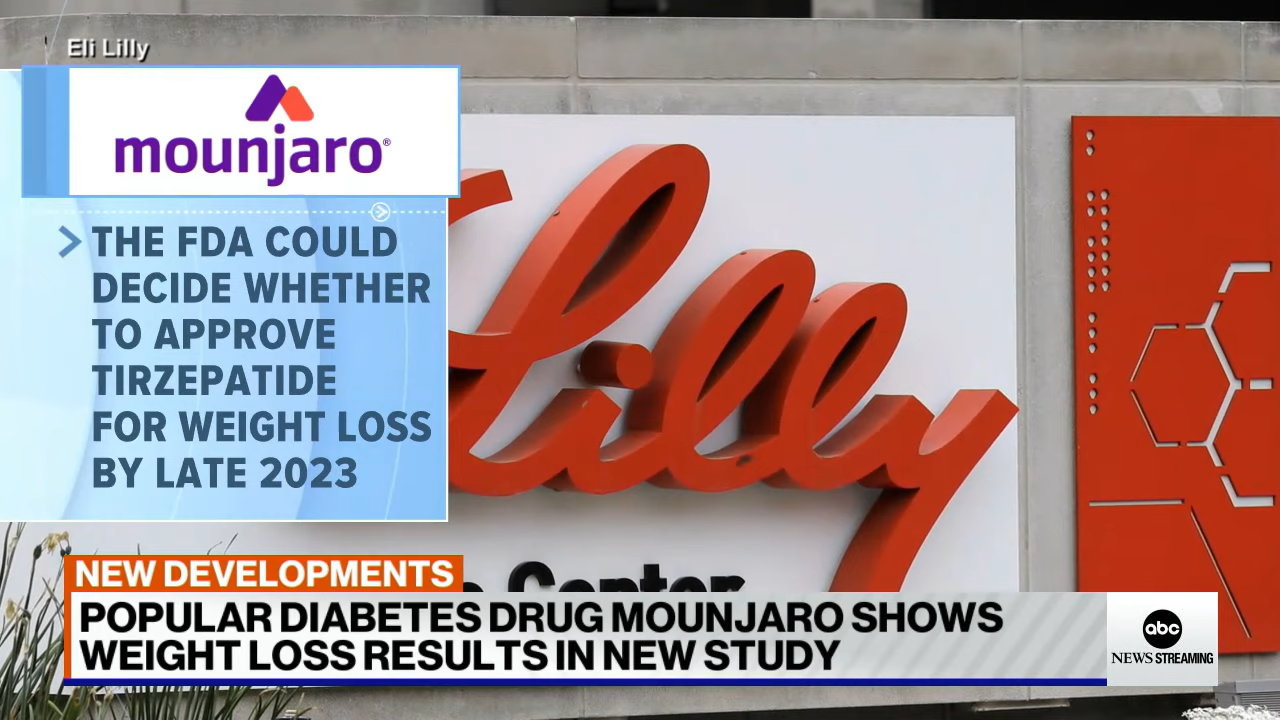 Eli Lilly
mounjaro®
THE FDA COULD
DECIDE WHETHER
TO APPROVE
TIRZEPATIDE
FOR WEIGHT LOSS
BY LATE 2023
Lilly
Center
NEW DEVELOPMENTS
POPULAR DIABETES DRUG MOUNJARO SHOWS
WEIGHT LOSS RESULTS IN NEW STUDY
abc
NEWS STREAMING